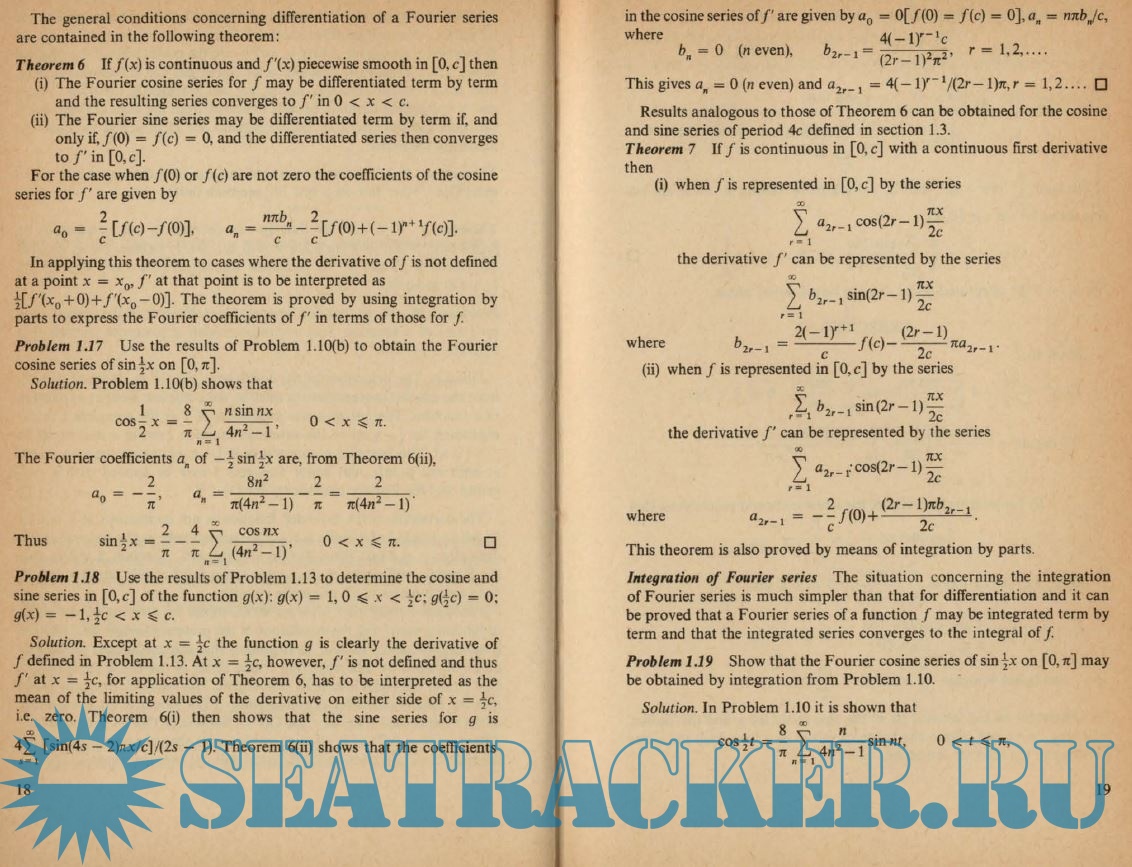 The general conditions concerning differentiation of a Fourier series
are contained in the following theorem:
Theorem 6 If f(x) is continuous and f′(x) piecewise smooth in [0, c] then
(i) The Fourier cosine series for f may be differentiated term by term
and the resulting series converges to f′ in 0 < x < c.
(ii) The Fourier sine series may be differentiated term by term if, and
only if, f(0) = f(c) = 0, and the differentiated series then converges
to f′ in [0, c].
For the case when f(0) or f(c) are not zero the coefficients of the cosine
series for f′ are given by
a₀ = 2/c [f(c)−f(0)], aₙ = nπbₙ/c − 2/c [f(0)+(−1)ⁿ⁺¹f(c)].
In applying this theorem to cases where the derivative of f is not defined
at a point x = x₀, f′ at that point is to be interpreted as
½[f′(x₀+0)+f′(x₀−0)]. The theorem is proved by using integration by
parts to express the Fourier coefficients of f′ in terms of those for f.
Problem 1.17 Use the results of Problem 1.10(b) to obtain the Fourier
cosine series of sin ½x on [0, π].
Solution. Problem 1.10(b) shows that
cos 1/2 x = 8/π ∑ₙ₌₁^∞ n sin nx/(4n²−1), 0 < x ⩽ π.
The Fourier coefficients aₙ of −½ sin ½x are, from Theorem 6(ii),
a₀ = −2/π, aₙ = 8n²/π(4n²−1) − 2/π = 2/π(4n²−1).
Thus sin ½x = 2/π − 4/π ∑ₙ₌₁^∞ cos nx/(4n²−1), 0 < x ⩽ π. □
Problem 1.18 Use the results of Problem 1.13 to determine the cosine and
sine series in [0, c] of the function g(x): g(x) = 1, 0 ⩽ x < ½c; g(½c) = 0;
g(x) = −1, ½c < x ⩽ c.
Solution. Except at x = ½c the function g is clearly the derivative of
f defined in Problem 1.13. At x = ½c, however, f′ is not defined and thus
f′ at x = ½c, for application of Theorem 6, has to be interpreted as the
mean of the limiting values of the derivative on either side of x = ½c,
i.e. zero. Theorem 6(i) then shows that the sine series for g is
4∑ₛ₌₁^∞ [sin(4s − 2)πx/c]/(2s − 1). Theorem 6(ii) shows that the coefficients
18
in the cosine series of f′ are given by a₀ = 0[f(0) = f(c) = 0], aₙ = nπbₙ/c,
where
bₙ = 0 (n even), b₂ᵣ₋₁ = 4(−1)ʳ⁻¹c/(2r−1)²π², r = 1,2,....
This gives aₙ = 0 (n even) and a₂ᵣ₋₁ = 4(−1)ʳ⁻¹/(2r−1)π, r = 1,2.... □
Results analogous to those of Theorem 6 can be obtained for the cosine
and sine series of period 4c defined in section 1.3.
Theorem 7 If f is continuous in [0, c] with a continuous first derivative
then
(i) when f is represented in [0, c] by the series
∑ᵣ₌₁^∞ a₂ᵣ₋₁ cos(2r−1) πx/2c
the derivative f′ can be represented by the series
∑ᵣ₌₁^∞ b₂ᵣ₋₁ sin(2r−1) πx/2c
where b₂ᵣ₋₁ = 2(−1)ʳ⁺¹/c f(c)− (2r−1)/2c πa₂ᵣ₋₁.
(ii) when f is represented in [0, c] by the series
∑ᵣ₌₁^∞ b₂ᵣ₋₁ sin(2r−1) πx/2c
the derivative f′ can be represented by the series
∑ᵣ₌₁^∞ a₂ᵣ₋₁ cos(2r−1) πx/2c
where a₂ᵣ₋₁ = −2/c f(0)+ (2r−1)πb₂ᵣ₋₁/2c.
This theorem is also proved by means of integration by parts.
Integration of Fourier series The situation concerning the integration
of Fourier series is much simpler than that for differentiation and it can
be proved that a Fourier series of a function f may be integrated term by
term and that the integrated series converges to the integral of f.
Problem 1.19 Show that the Fourier cosine series of sin ½x on [0, π] may
be obtained by integration from Problem 1.10.
Solution. In Problem 1.10 it is shown that
cos ½t = 8/π ∑ₙ₌₁^∞ n/(4n²−1) sin nt, 0 < t ⩽ π,
19
SEATRACKER.RU